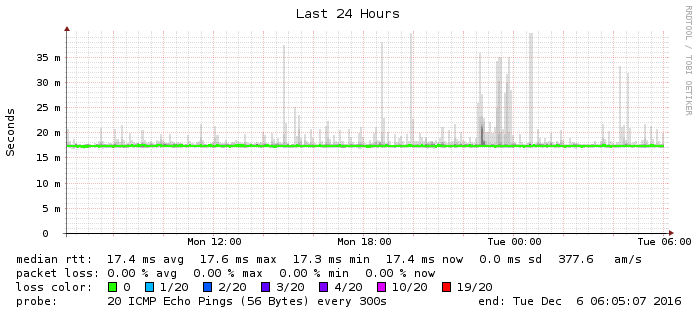 Last 24 Hours
RRDTOOL / TOBI OETIKER
Seconds
35 m
30 m
25 m
20 m
15 m
10 m
5 m
0
Mon 12:00 Mon 18:00 Tue 00:00 Tue 06:00
median rtt: 17.4 ms avg 17.6 ms max 17.3 ms min 17.4 ms now 0.0 ms sd 377.6 am/s
packet loss: 0.00 % avg 0.00 % max 0.00 % min 0.00 % now
loss color: 0 1/20 2/20 3/20 4/20 10/20 19/20
probe: 20 ICMP Echo Pings (56 Bytes) every 300s end: Tue Dec 6 06:05:07 2016